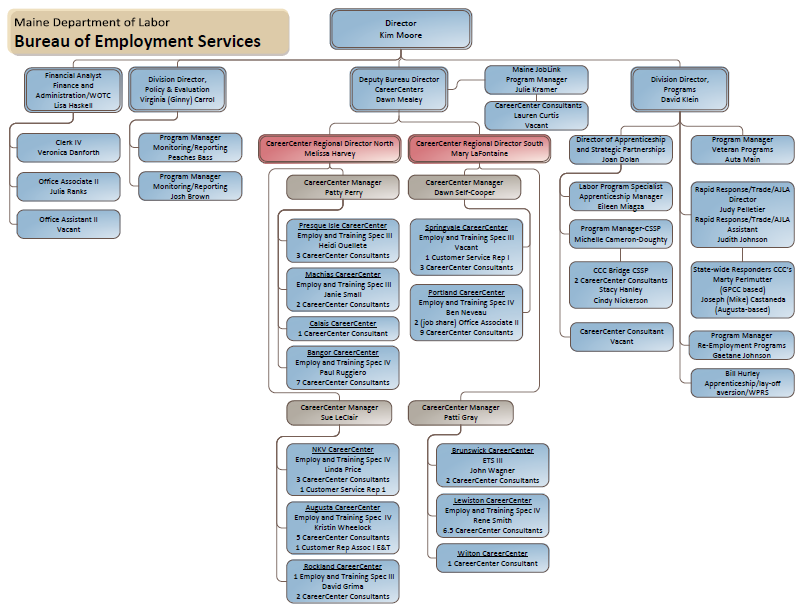 Maine Department of Labor
Bureau of Employment Services
Director
Kim Moore
Financial Analyst
Finance and
Administration/WOTC
Lisa Haskell
Clerk IV
Veronica Danforth
Office Associate II
Julia Ranks
Office Assistant II
Vacant
Division Director,
Policy & Evaluation
Virginia (Ginny) Carrol
Program Manager
Monitoring/Reporting
Peaches Bass
Program Manager
Monitoring/Reporting
Josh Brown
Deputy Bureau Director
CareerCenters
Dawn Mealey
Maine JobLink
Program Manager
Julie Kramer
CareerCenter Consultants
Lauren Curtis
Vacant
CareerCenter Regional Director North
Melissa Harvey
CareerCenter Manager
Patty Perry
Presque Isle CareerCenter
Employ and Training Spec III
Heidi Ouellete
3 CareerCenter Consultants
Machias CareerCenter
Employ and Training Spec III
Janie Small
2 CareerCenter Consultants
Calais CareerCenter
1 CareerCenter Consultant
Bangor CareerCenter
Employ and Training Spec IV
Paul Ruggiero
7 CareerCenter Consultants
CareerCenter Manager
Sue LeClair
NKV CareerCenter
Employ and Training Spec IV
Linda Price
3 CareerCenter Consultants
1 Customer Service Rep 1
Augusta CareerCenter
Employ and Training Spec IV
Kristin Wheelock
5 CareerCenter Consultants
1 Customer Rep Assoc I E&T
Rockland CareerCenter
1 Employ and Training Spec III
David Grima
2 CareerCenter Consultants
CareerCenter Regional Director South
Mary LaFontaine
CareerCenter Manager
Dawn Self-Cooper
Springvale CareerCenter
Employ and Training Spec III
Vacant
1 Customer Service Rep I
3 CareerCenter Consultants
Portland CareerCenter
Employ and Training Spec IV
Ben Neveau
2 (job share) Office Associate II
9 CareerCenter Consultants
CareerCenter Manager
Patti Gray
Brunswick CareerCenter
ETS III
John Wagner
2 CareerCenter Consultants
Lewiston CareerCenter
Employ and Training Spec IV
Rene Smith
6.5 CareerCenter Consultants
Wilton CareerCenter
1 CareerCenter Consultant
Division Director,
Programs
David Klein
Director of Apprenticeship
and Strategic Partnerships
Joan Dolan
Labor Program Specialist
Apprenticeship Manager
Eileen Miagza
Program Manager-CSSP
Michelle Cameron-Doughty
CCC Bridge CSSP
2 CareerCenter Consultants
Stacy Hanley
Cindy Nickerson
CareerCenter Consultant
Vacant
Program Manager
Veteran Programs
Auta Main
Rapid Response/Trade/AJLA
Director
Judy Pelletier
Rapid Response/Trade/AJLA
Assistant
Judith Johnson
State-wide Responders CCC's
Marty Perlmutter
(GPCC based)
Joseph (Mike) Castaneda
(Augusta-based)
Program Manager
Re-Employment Programs
Gaetane Johnson
Bill Hurley
Apprenticeship/lay-off
aversion/WPRS